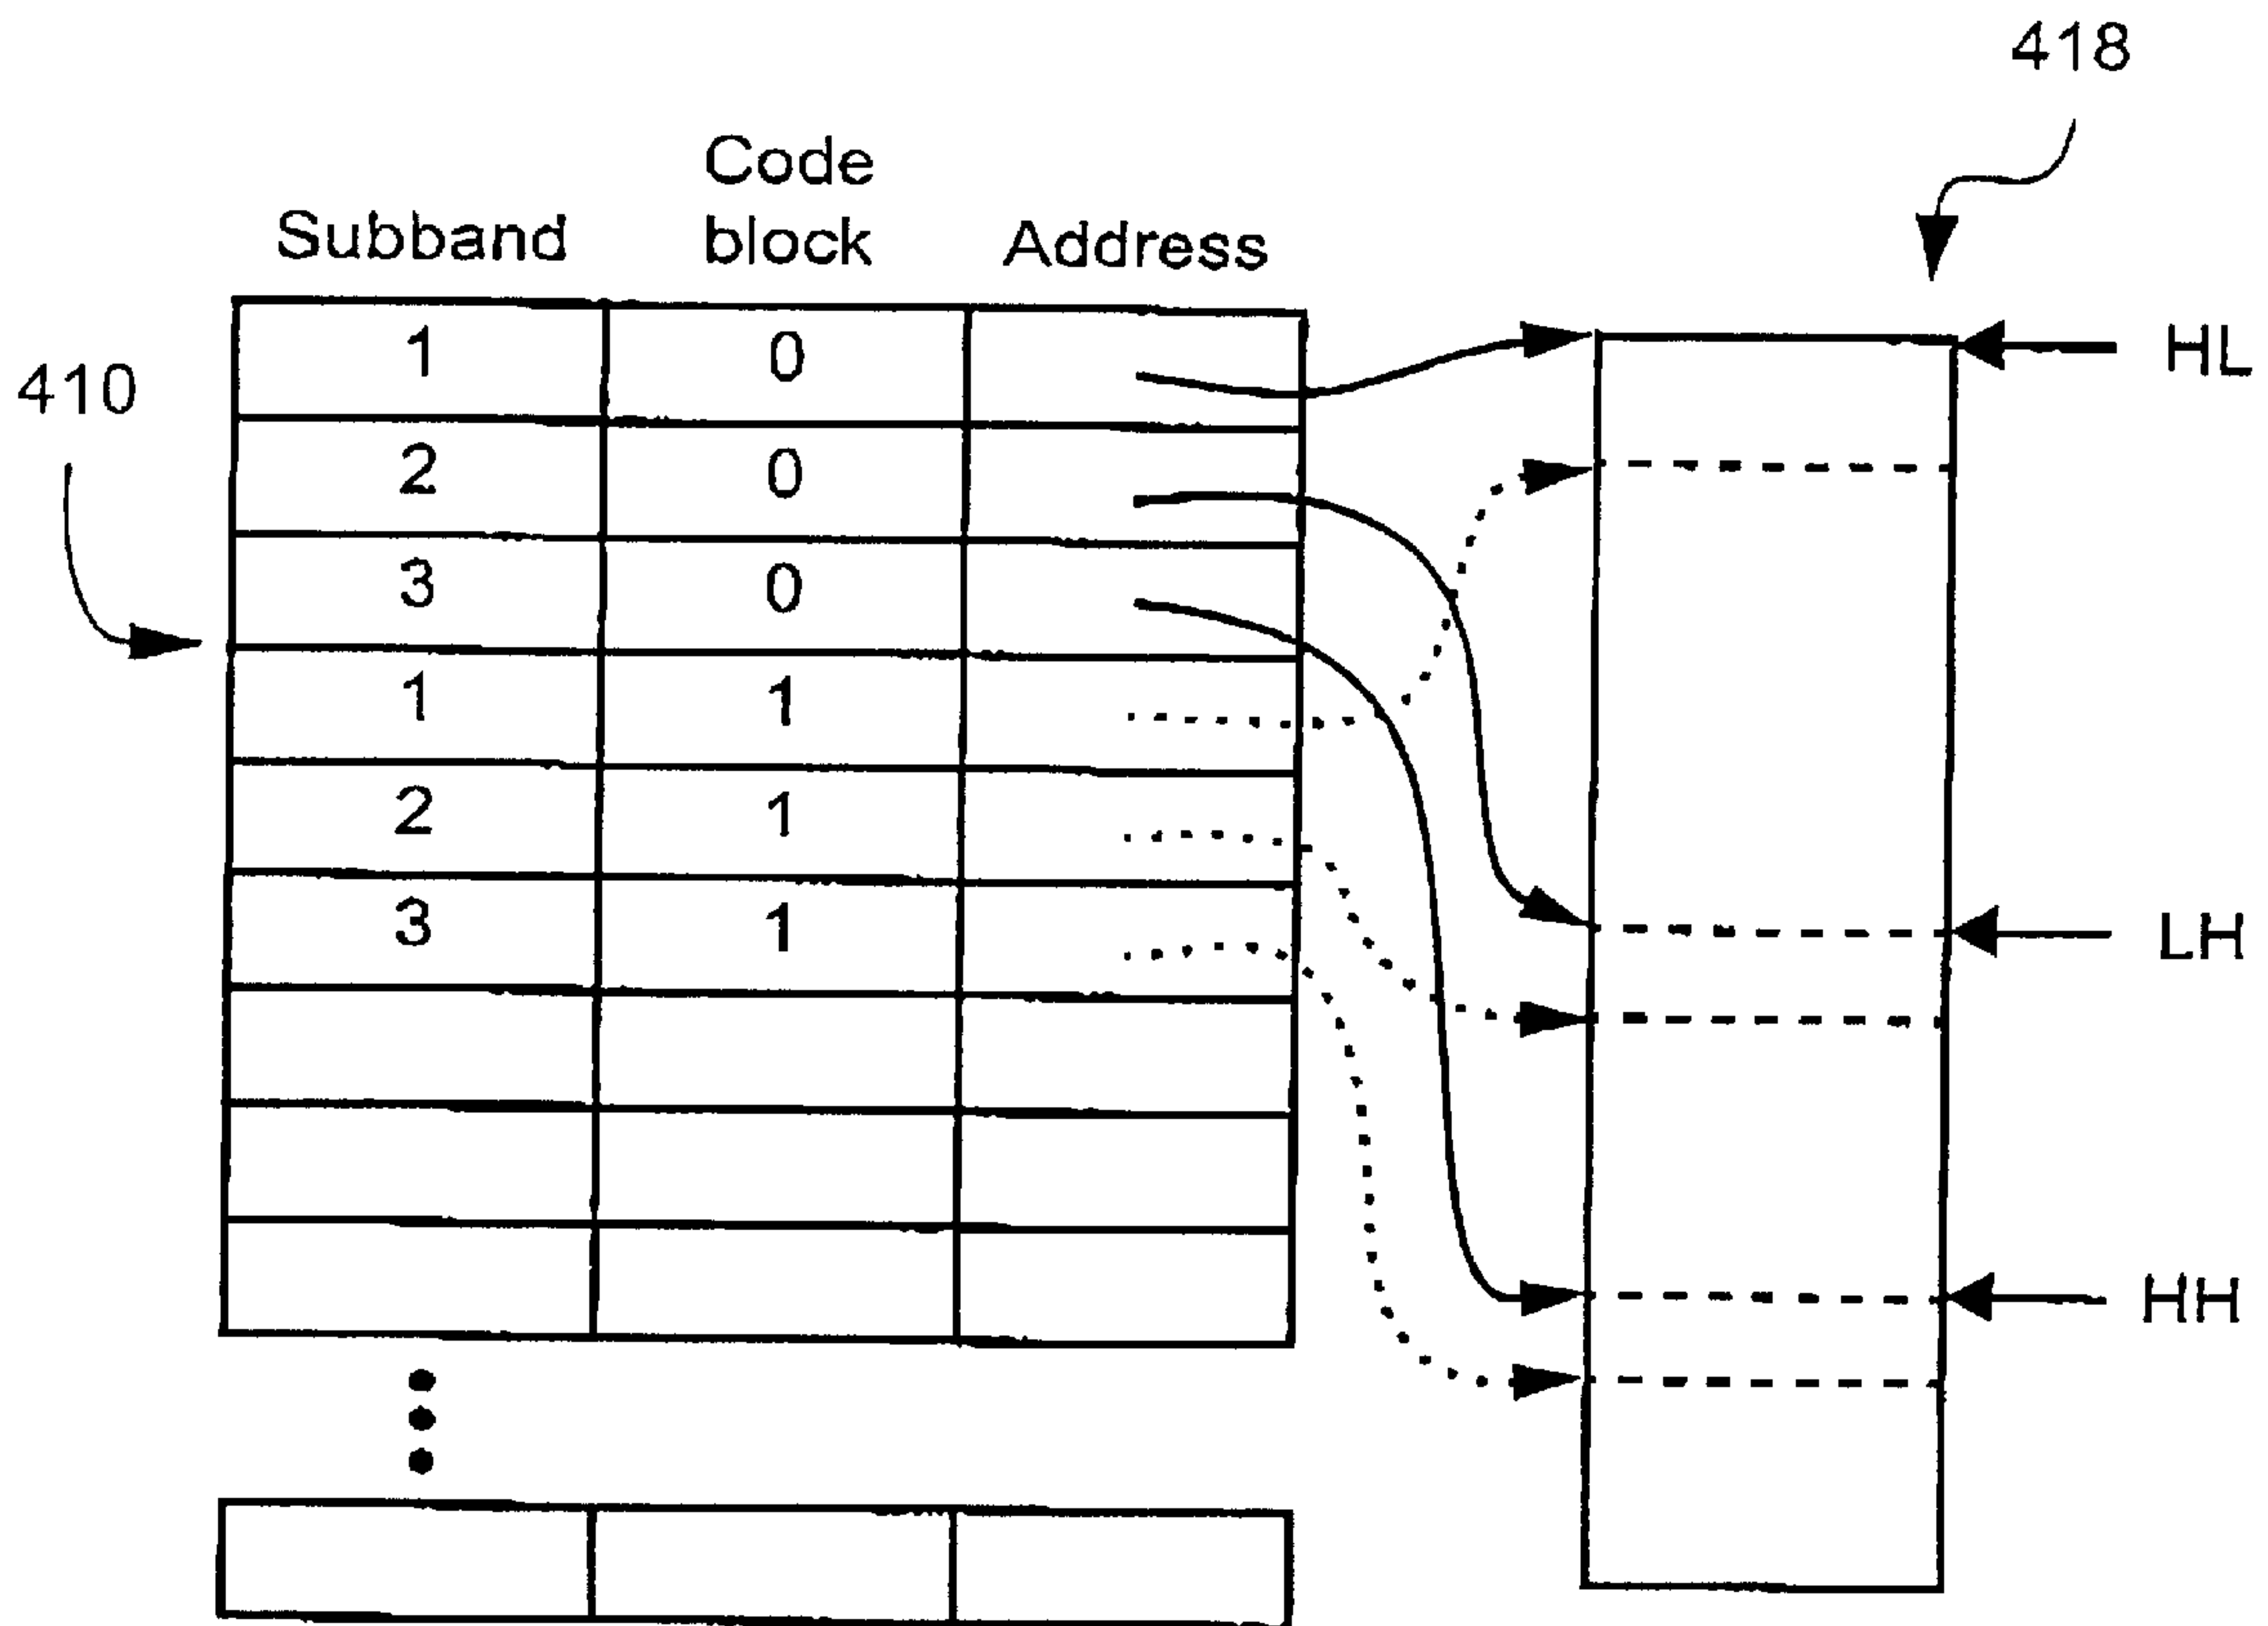 418
Code
Subband block Address
410
1 0
2 0
3 0
1 1
2 1
3 1
HL
LH
HH